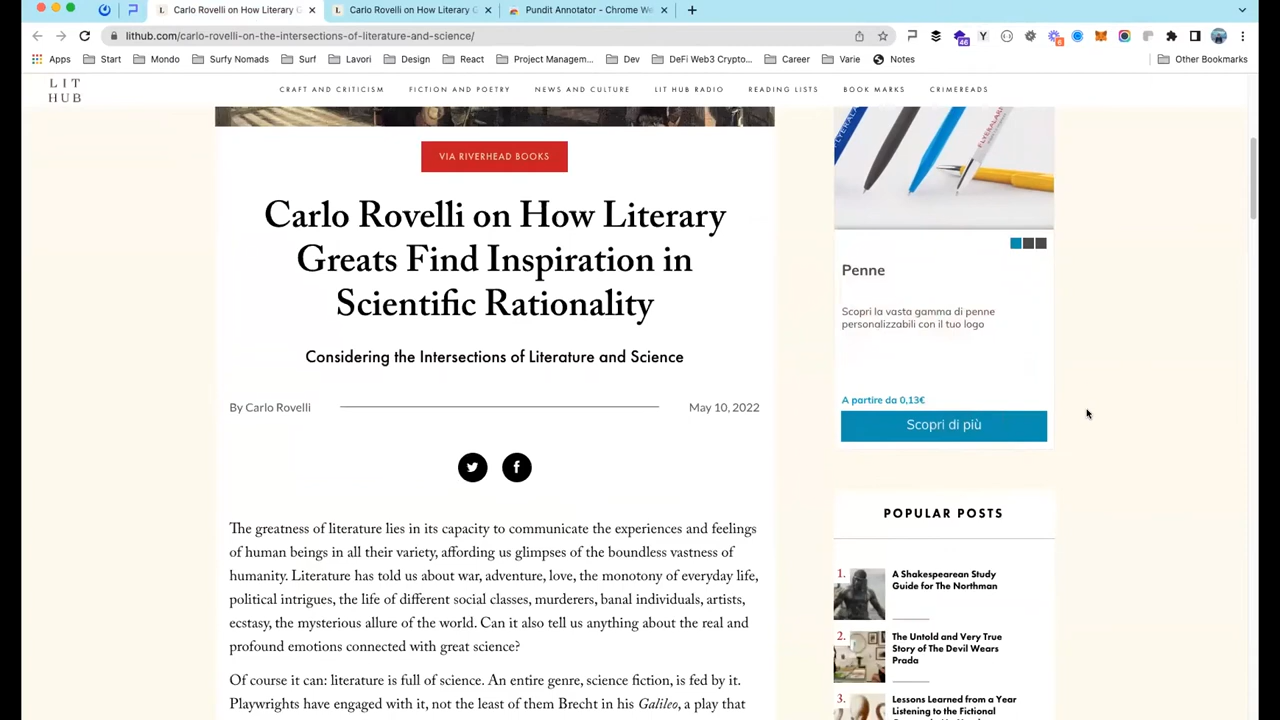 Carlo Rovelli on How Literary G
Carlo Rovelli on How Literary G
Pundit Annotator - Chrome We
lithub.com/carlo-rovelli-on-the-intersections-of-literature-and-science/
46
6
Apps
Start
Mondo
Surfy Nomads
Surf
Lavori
Design
React
Project Managem...
Dev
DeFi Web3 Crypto...
Career
Varie
Notes
Other Bookmarks
LIT
HUB
CRAFT AND CRITICISM
FICTION AND POETRY
NEWS AND CULTURE
LIT HUB RADIO
READING LISTS
BOOK MARKS
CRIMEREADS
VIA RIVERHEAD BOOKS
Carlo Rovelli on How Literary
Greats Find Inspiration in
Scientific Rationality
Considering the Intersections of Literature and Science
By Carlo Rovelli
May 10, 2022
The greatness of literature lies in its capacity to communicate the experiences and feelings
of human beings in all their variety, affording us glimpses of the boundless vastness of
humanity. Literature has told us about war, adventure, love, the monotony of everyday life,
political intrigues, the life of different social classes, murderers, banal individuals, artists,
ecstasy, the mysterious allure of the world. Can it also tell us anything about the real and
profound emotions connected with great science?
Of course it can: literature is full of science. An entire genre, science fiction, is fed by it.
Playwrights have engaged with it, not the least of them Brecht in his Galileo, a play that
Penne
Scopri la vasta gamma di penne
personalizzabili con il tuo logo
A partire da 0,13€
Scopri di più
POPULAR POSTS
1.
A Shakespearean Study
Guide for The Northman
2.
The Untold and Very True
Story of The Devil Wears
Prada
3.
Lessons Learned from a Year
Listening to the Fictional